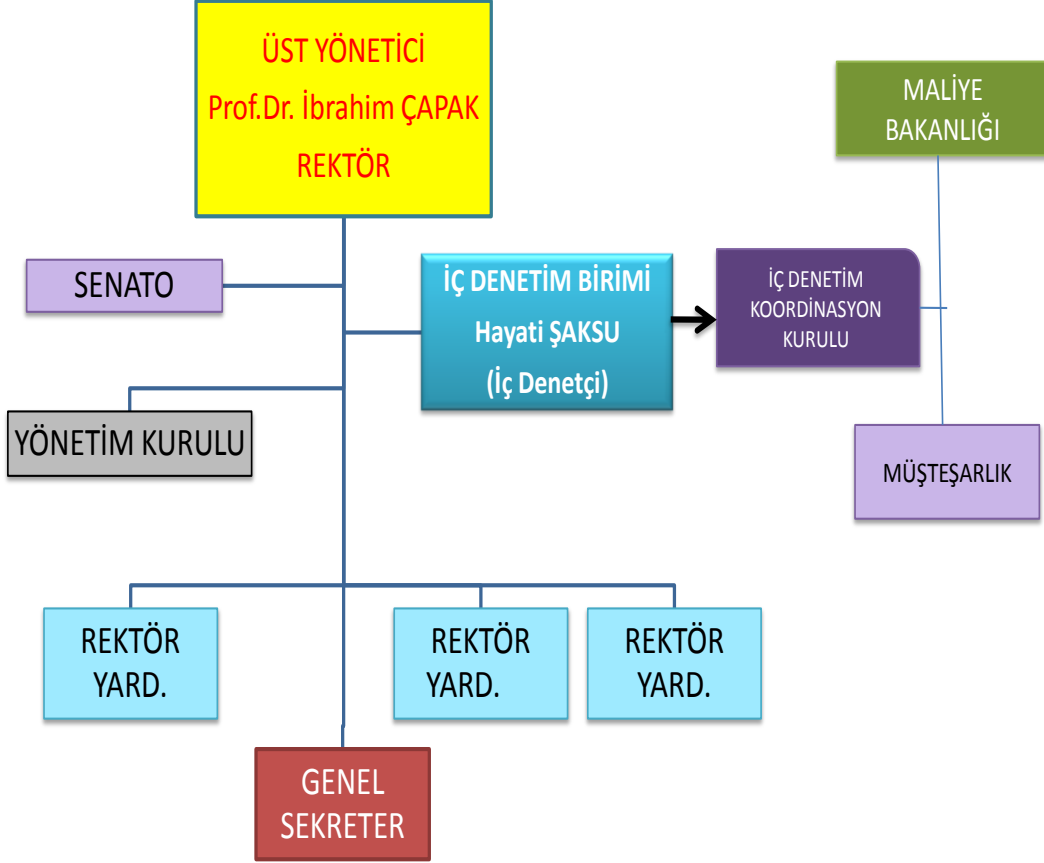 ÜST YÖNETİCİ
Prof.Dr. İbrahim ÇAPAK
REKTÖR
MALİYE
BAKANLIĞI
SENATO
İÇ DENETİM BİRİMİ
Hayati ŞAKSU
(İç Denetçi)
İÇ DENETİM
KOORDİNASYON
KURULU
YÖNETİM KURULU
MÜŞTEŞARLIK
REKTÖR
YARD.
REKTÖR
YARD.
REKTÖR
YARD.
GENEL
SEKRETER